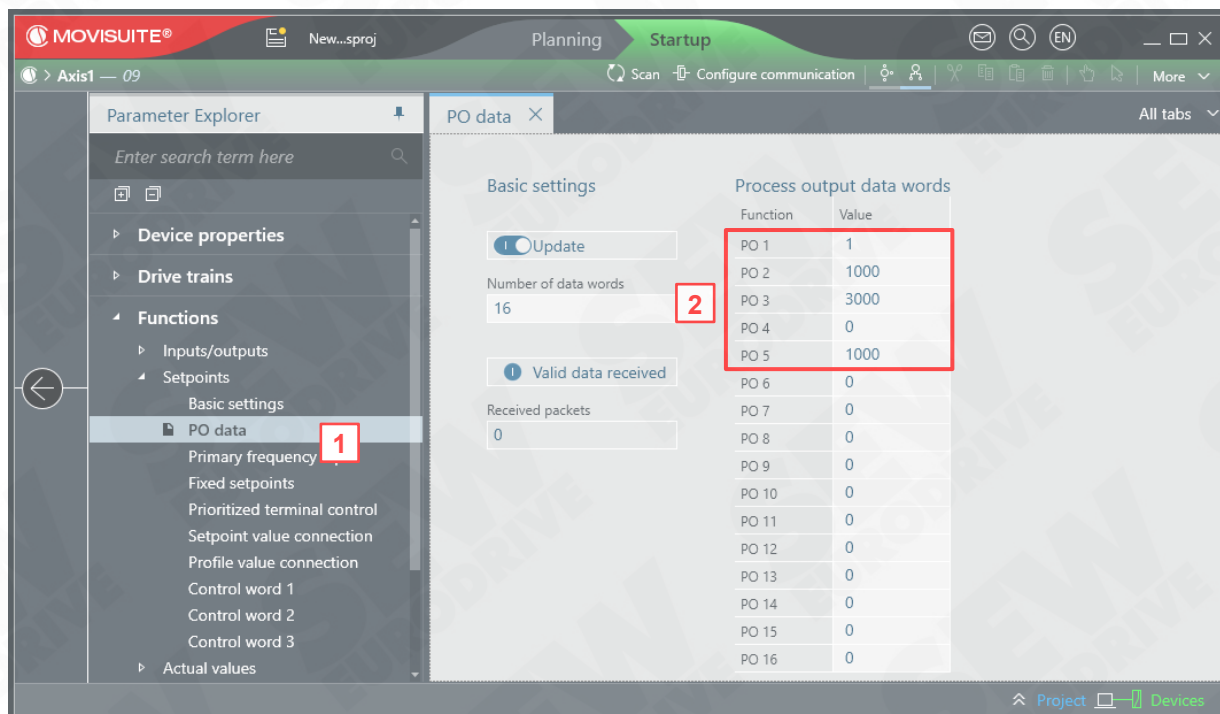 MOVISUITE®
New...sproj
Planning
Startup
EN
> Axis1 — 09
Scan
Configure communication
More
Parameter Explorer
PO data
All tabs
Enter search term here
Device properties
Drive trains
Functions
Inputs/outputs
Setpoints
Basic settings
PO data
1
Primary frequency
Fixed setpoints
Prioritized terminal control
Setpoint value connection
Profile value connection
Control word 1
Control word 2
Control word 3
Actual values
Basic settings
Update
Number of data words
16
Valid data received
Received packets
0
2
Process output data words
Function Value
PO 1 1
PO 2 1000
PO 3 3000
PO 4 0
PO 5 1000
PO 6 0
PO 7 0
PO 8 0
PO 9 0
PO 10 0
PO 11 0
PO 12 0
PO 13 0
PO 14 0
PO 15 0
PO 16 0
Project
Devices
SEW
EURODRIVE